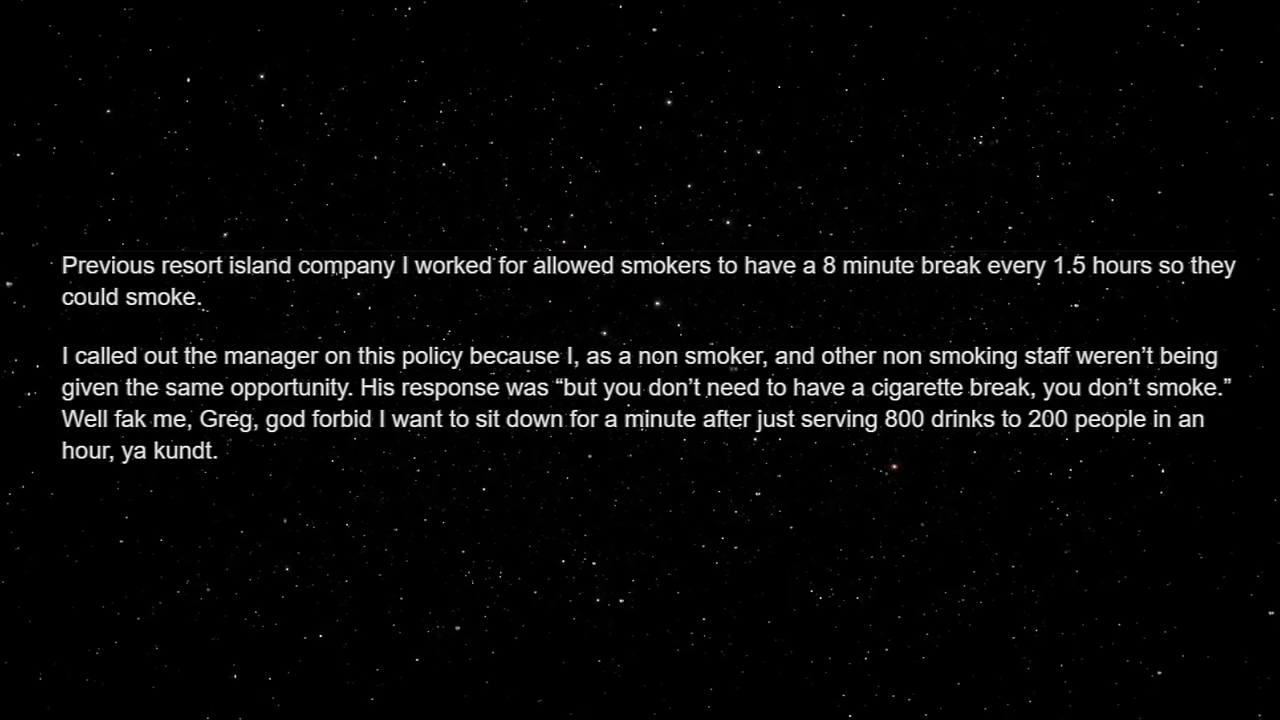 Previous resort island company I worked for allowed smokers to have a 8 minute break every 1.5 hours so they
could smoke.
I called out the manager on this policy because I, as a non smoker, and other non smoking staff weren’t being
given the same opportunity. His response was “but you don’t need to have a cigarette break, you don’t smoke.”
Well fak me, Greg, god forbid I want to sit down for a minute after just serving 800 drinks to 200 people in an
hour, ya kundt.